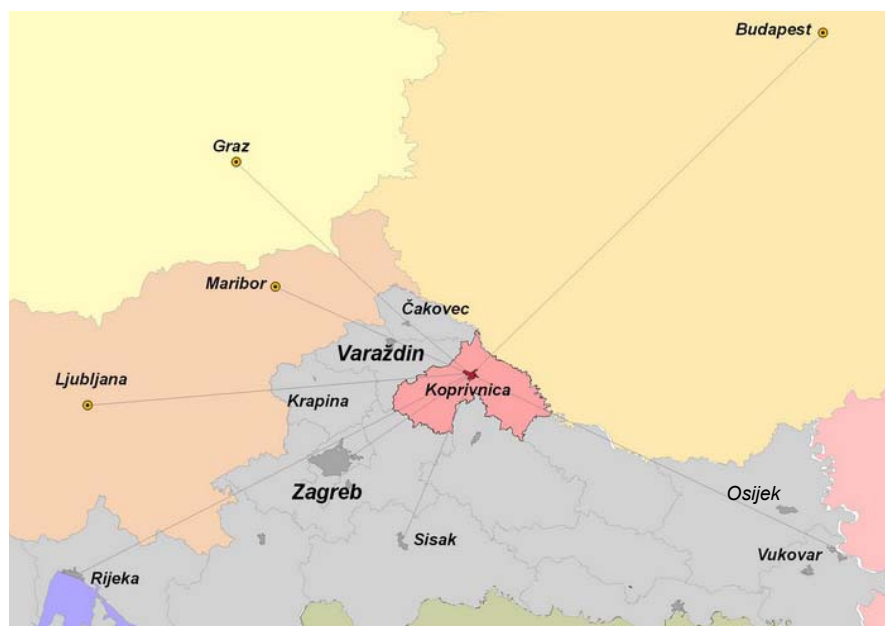 Budapest
Graz
Maribor
Čakovec
Varaždin
Ljubljana
Koprivnica
Krapina
Zagreb
Osijek
Sisak
Vukovar
Rijeka